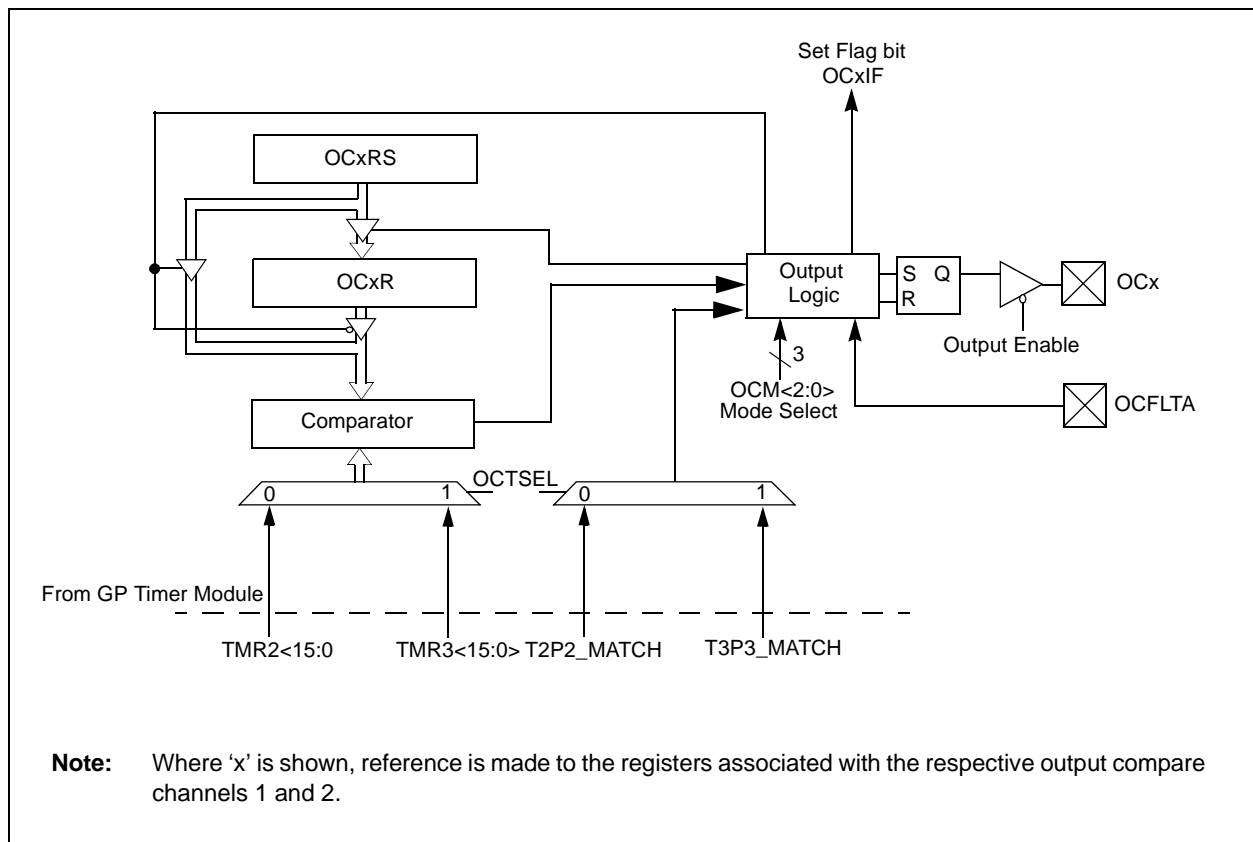 Set Flag bit
OCxIF
OCxRS
OCxR
Output
Logic
S Q
R
OCx
Output Enable
3
OCM<2:0>
Mode Select
OCFLTA
Comparator
0 1
OCTSEL
0 1
From GP Timer Module
TMR2<15:0 TMR3<15:0> T2P2_MATCH T3P3_MATCH
Note: Where ‘x’ is shown, reference is made to the registers associated with the respective output compare
channels 1 and 2.